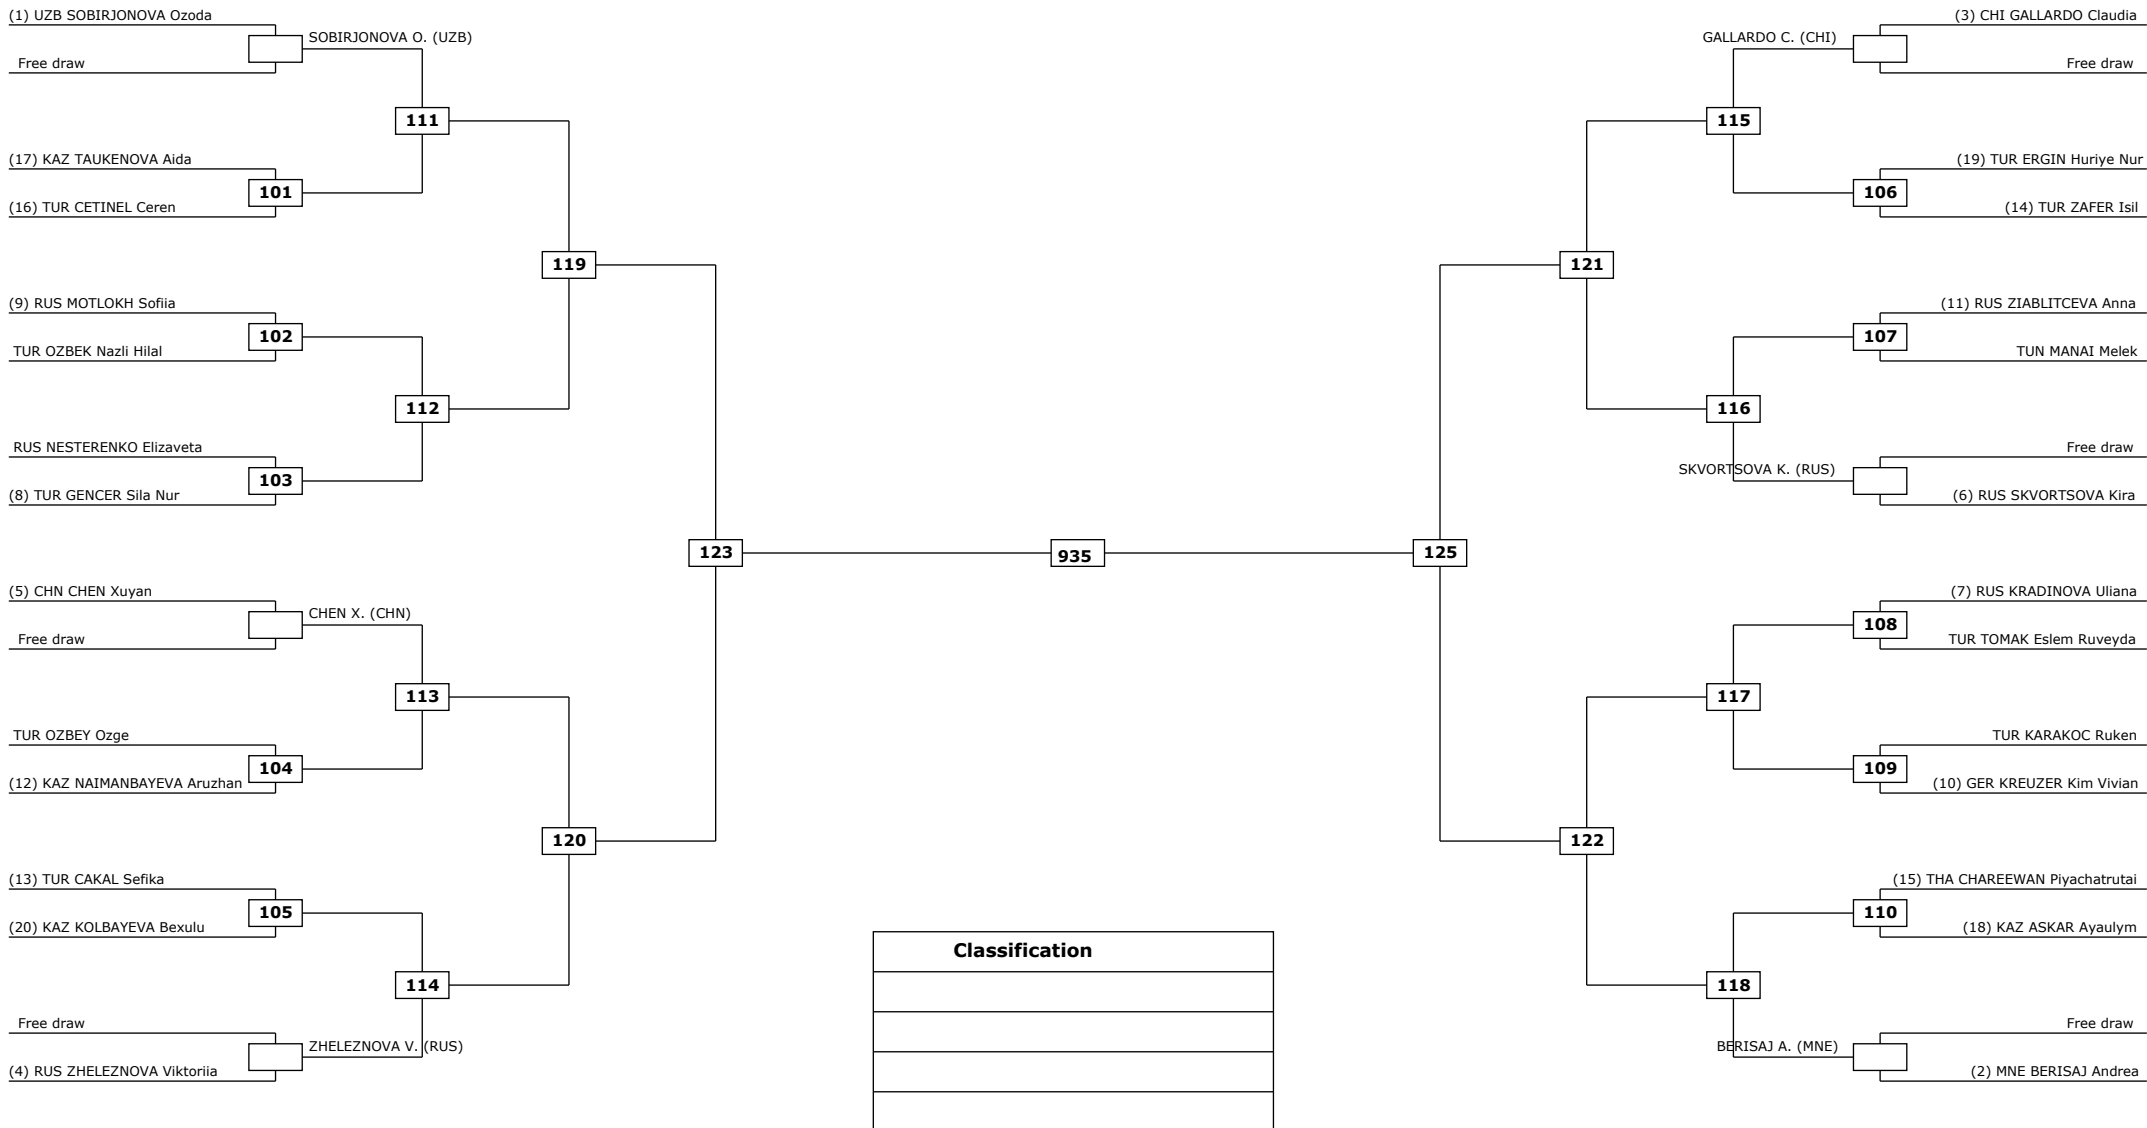 (1) UZB SOBIRJONOVA Ozoda
SOBIRJONOVA O. (UZB)
Free draw
111
(17) KAZ TAUKENOVA Aida
101
(16) TUR CETINEL Ceren
119
(9) RUS MOTLOKH Sofiia
102
TUR OZBEK Nazli Hilal
112
RUS NESTERENKO Elizaveta
103
(8) TUR GENCER Sila Nur
123
(5) CHN CHEN Xuyan
CHEN X. (CHN)
Free draw
113
TUR OZBEY Ozge
104
(12) KAZ NAIMANBAYEVA Aruzhan
120
(13) TUR CAKAL Sefika
105
(20) KAZ KOLBAYEVA Bexulu
114
Free draw
ZHELEZNOVA V. (RUS)
(4) RUS ZHELEZNOVA Viktoriia
935
(3) CHI GALLARDO Claudia
GALLARDO C. (CHI)
Free draw
115
(19) TUR ERGIN Huriye Nur
106
(14) TUR ZAFER Isil
121
(11) RUS ZIABLITCEVA Anna
107
TUN MANAI Melek
116
Free draw
SKVORTSOVA K. (RUS)
(6) RUS SKVORTSOVA Kira
125
(7) RUS KRADINOVA Uliana
108
TUR TOMAK Eslem Ruveyda
117
TUR KARAKOC Ruken
109
(10) GER KREUZER Kim Vivian
122
(15) THA CHAREEWAN Piyachatrutai
110
(18) KAZ ASKAR Ayaulym
118
Free draw
BERISAJ A. (MNE)
(2) MNE BERISAJ Andrea
Classification